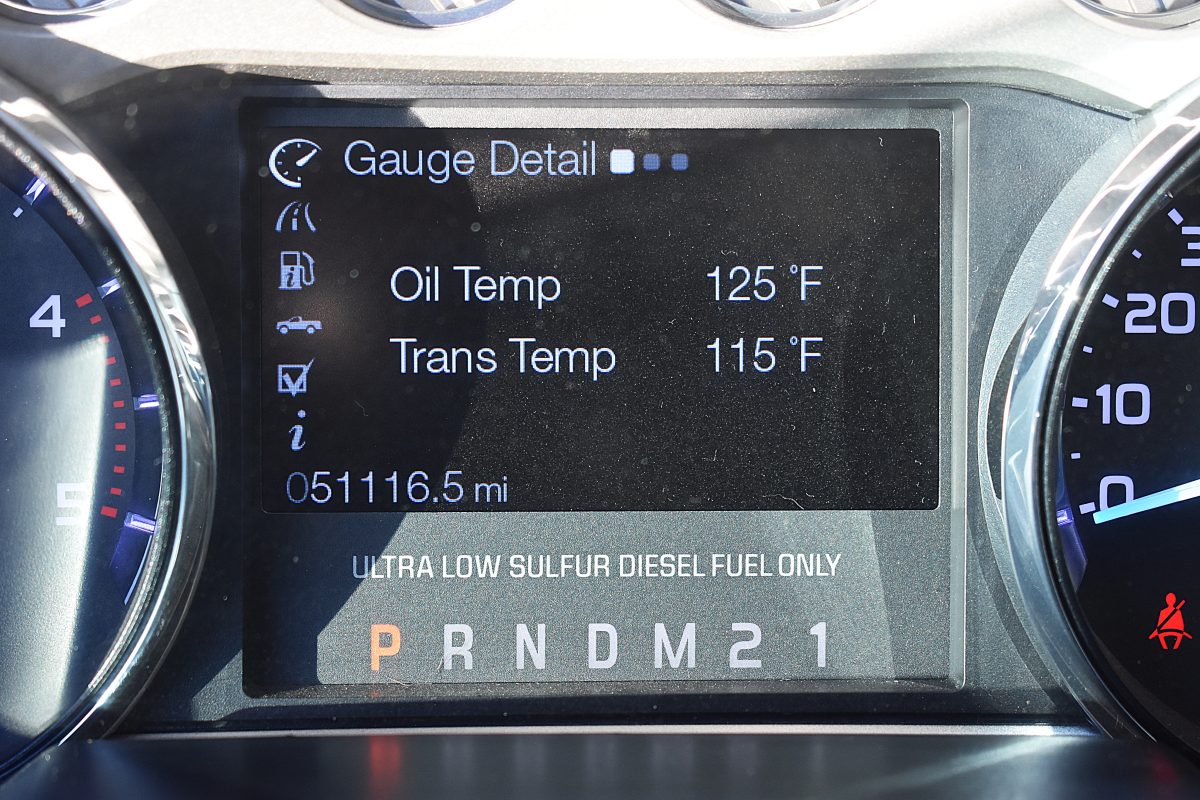 Gauge Detail
Oil Temp 125 °F
Trans Temp 115 °F
i
051116.5 mi
ULTRA LOW SULFUR DIESEL FUEL ONLY
P R N D M 2 1
4
5
20
10
0